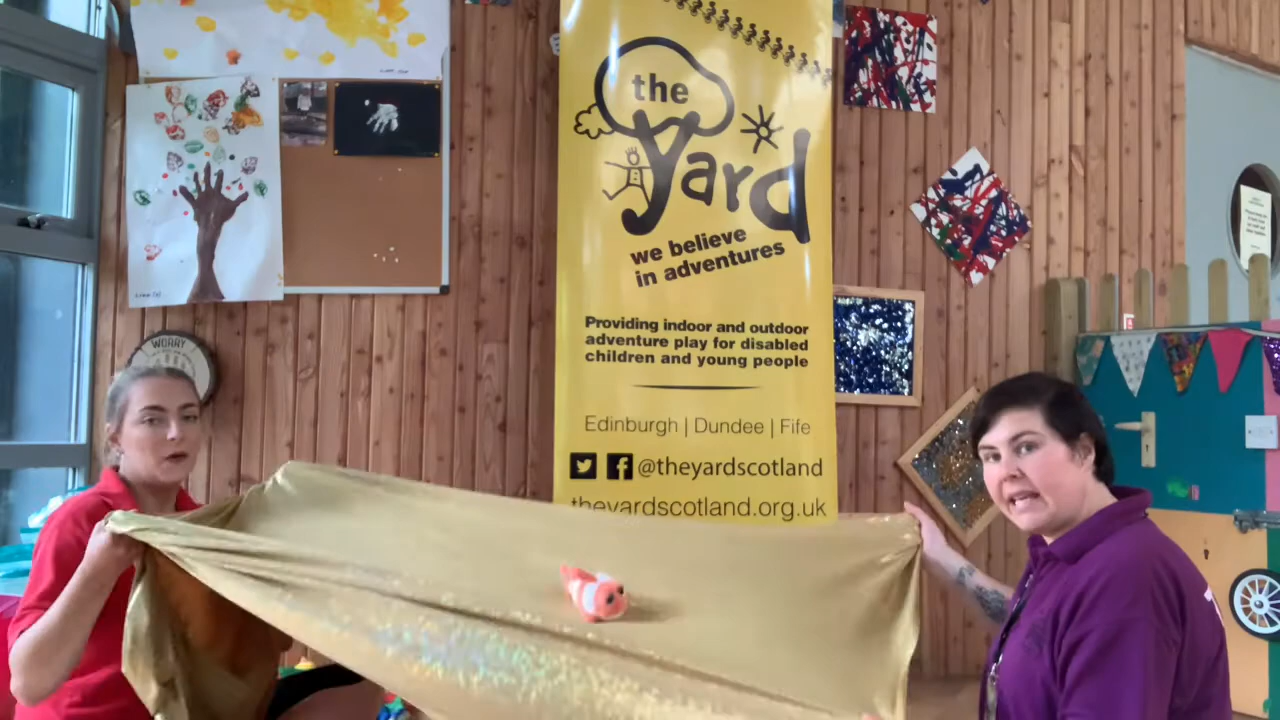 the
yard
we believe
in adventures
Providing indoor and outdoor
adventure play for disabled
children and young people
Edinburgh | Dundee | Fife
@theyardscotland
theyardscotland.org.uk
WORRY